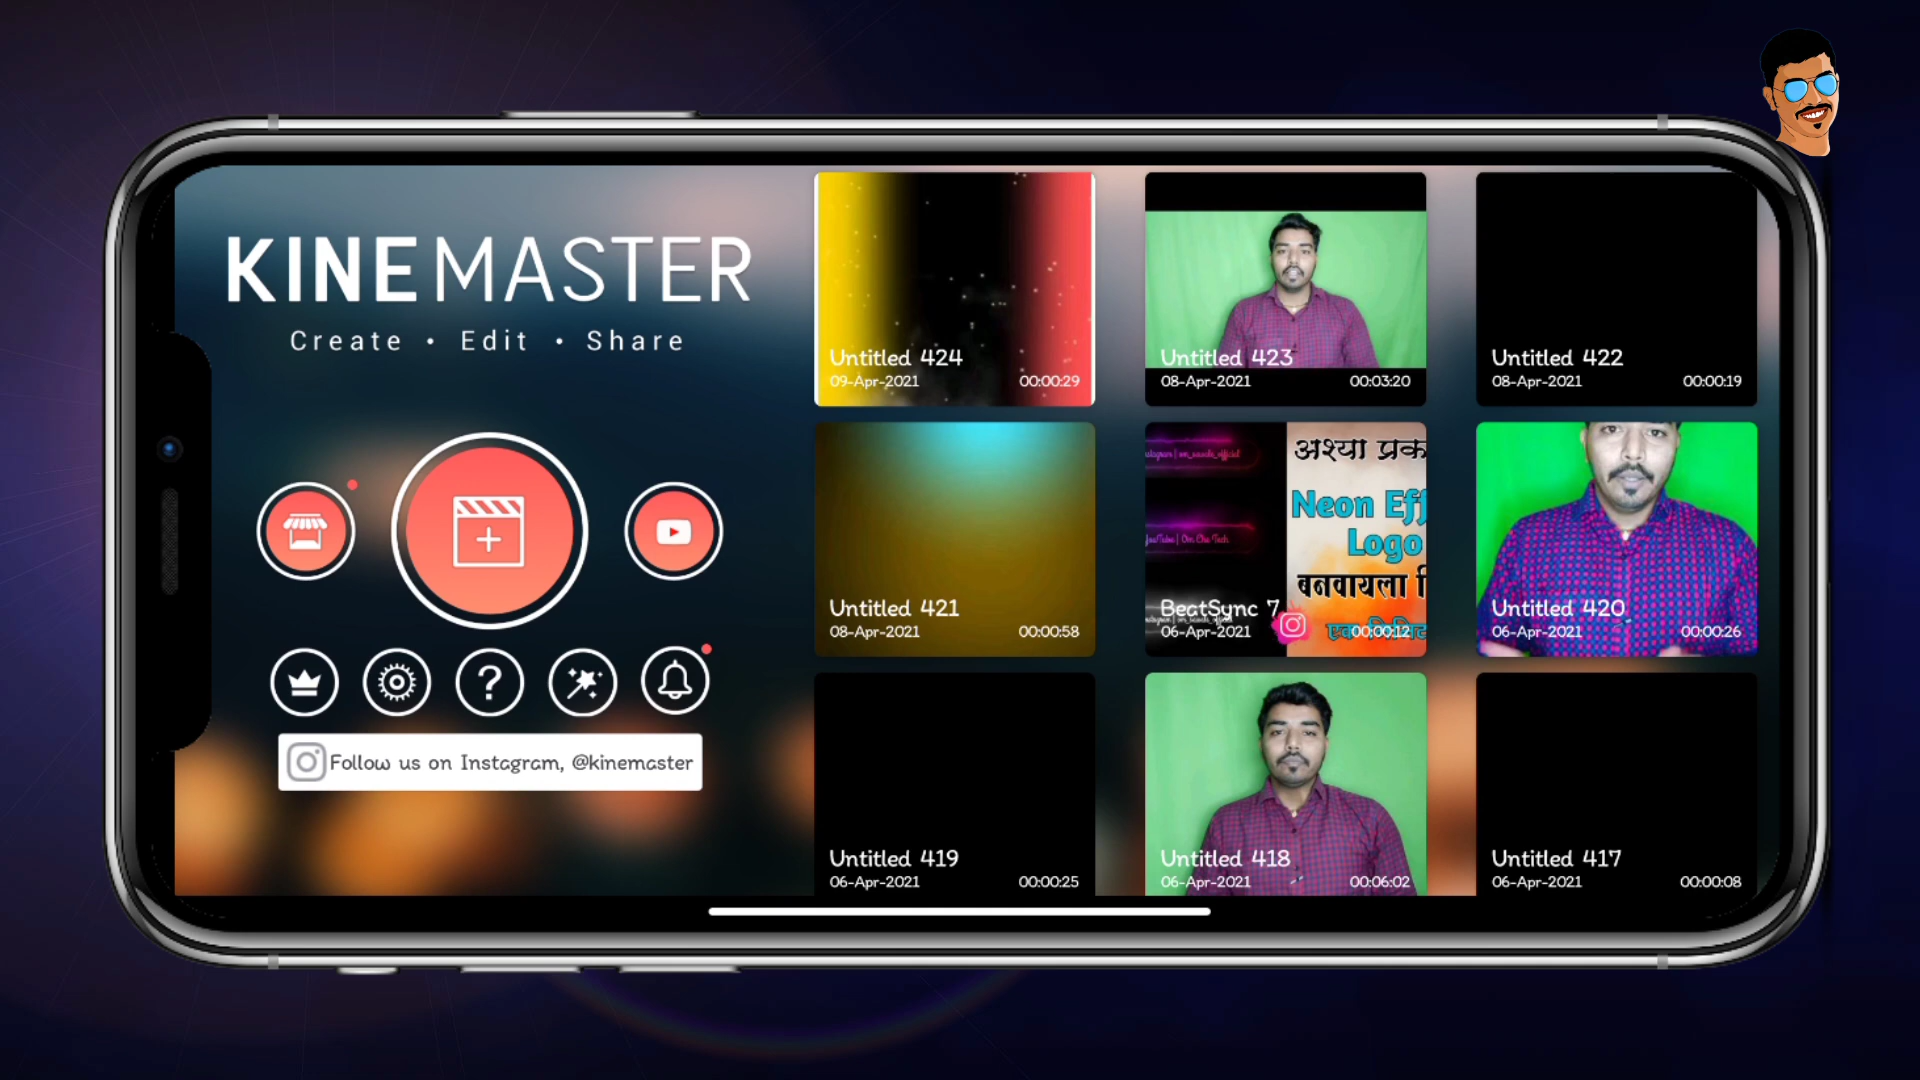 KINEMASTER
Create • Edit • Share
Follow us on Instagram, @kinemaster
Untitled 424
09-Apr-2021 00:00:29
Untitled 423
08-Apr-2021 00:03:20
Untitled 422
08-Apr-2021 00:00:19
Untitled 421
08-Apr-2021 00:00:58
अश्या प्रक
Neon Eff
Logo
बनवायला
BeatSync 7
06-Apr-2021 00:00:12
Untitled 420
06-Apr-2021 00:00:26
Untitled 419
06-Apr-2021 00:00:25
Untitled 418
06-Apr-2021 00:06:02
Untitled 417
06-Apr-2021 00:00:08